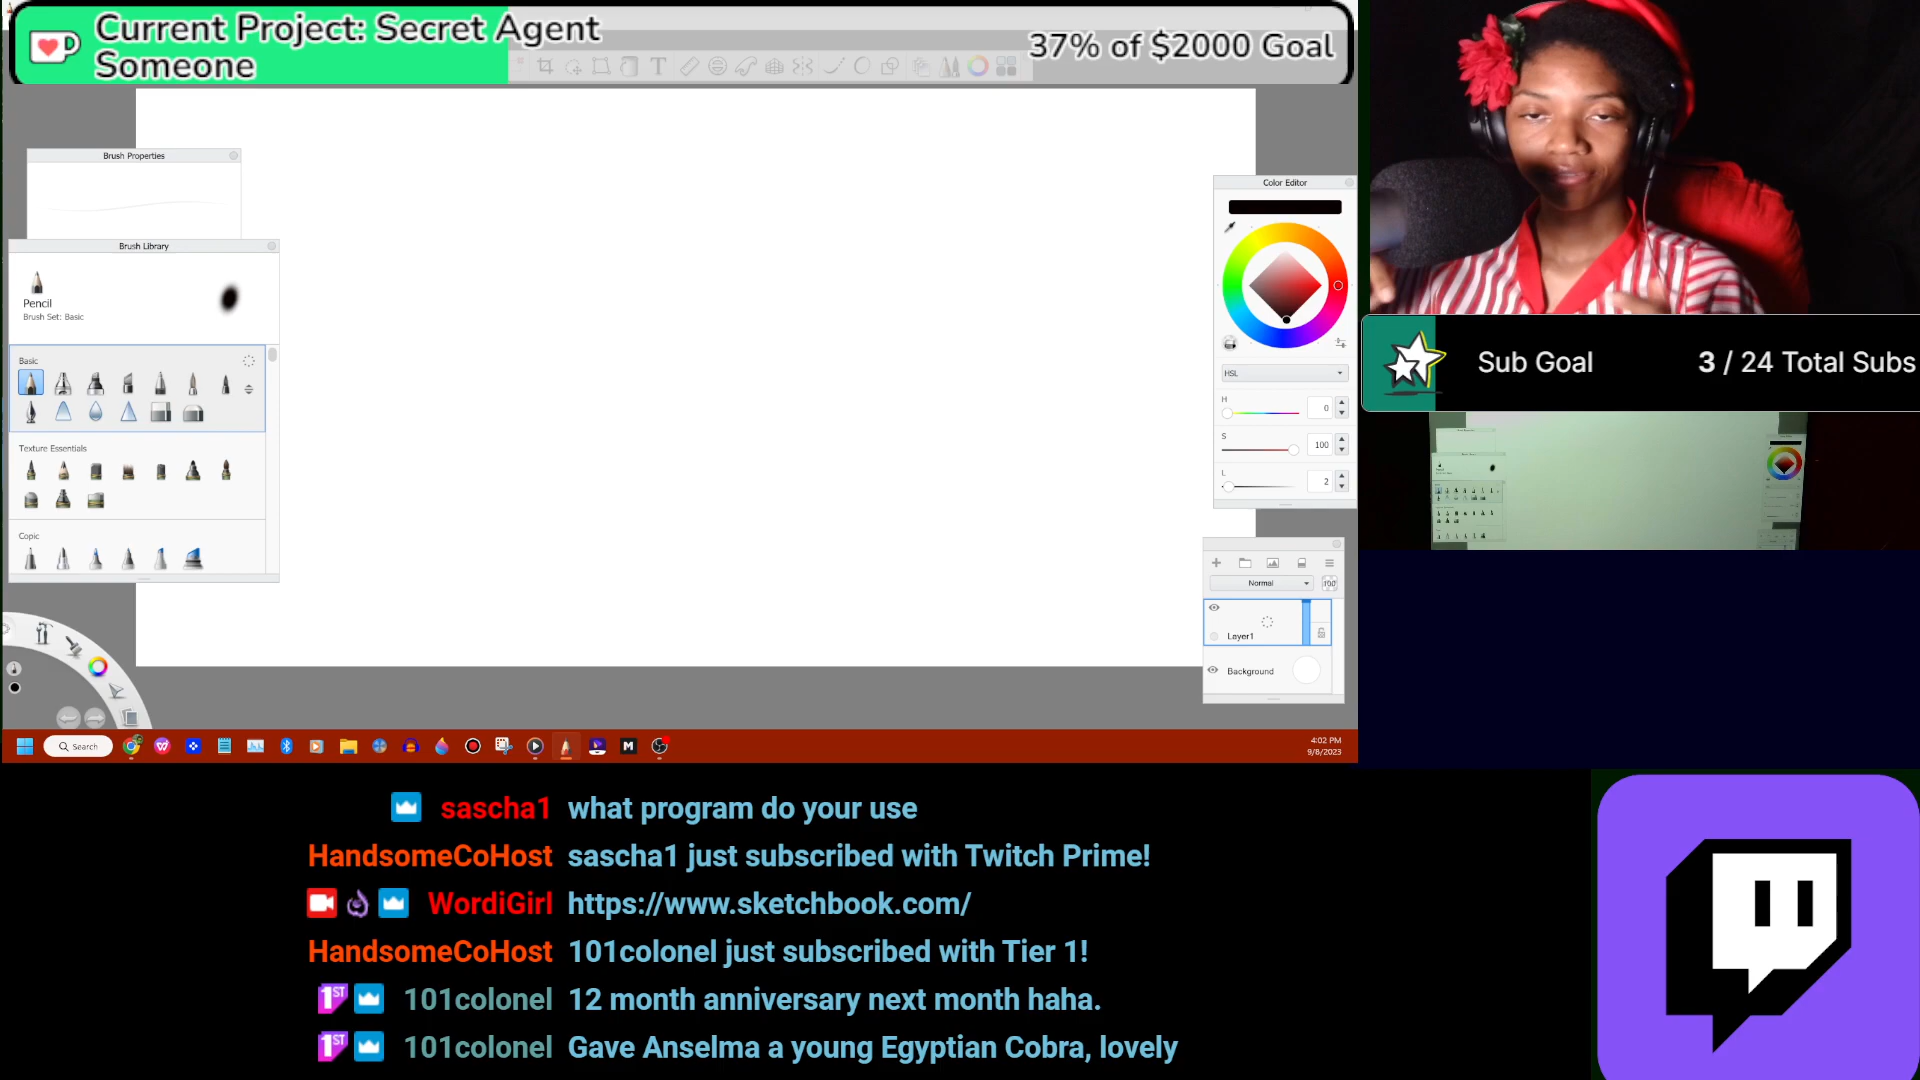 Current Project: Secret Agent
Someone
37% of $2000 Goal
Brush Properties
Brush Library
Pencil
Brush Set: Basic
Basic
Texture Essentials
Copic
Color Editor
HSL
H
0
S
100
L
2
Normal
100
Layer1
Background
Search
4:02 PM
9/8/2023
Sub Goal
3 / 24 Total Subs
sascha1 what program do your use
HandsomeCoHost sascha1 just subscribed with Twitch Prime!
WordiGirl https://www.sketchbook.com/
HandsomeCoHost 101colonel just subscribed with Tier 1!
1ST 101colonel 12 month anniversary next month haha.
1ST 101colonel Gave Anselma a young Egyptian Cobra, lovely